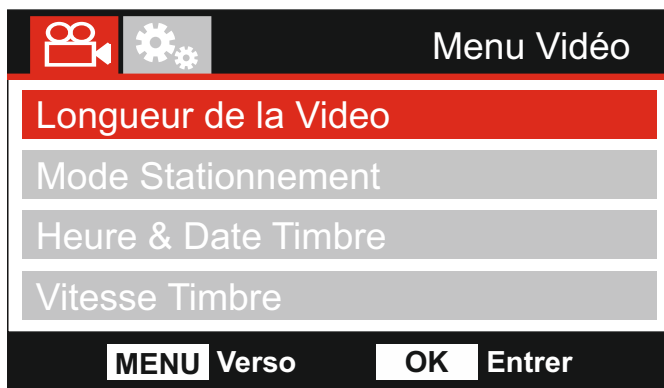 Menu Vidéo
Longueur de la Video
Mode Stationnement
Heure & Date Timbre
Vitesse Timbre
MENU Verso OK Entrer